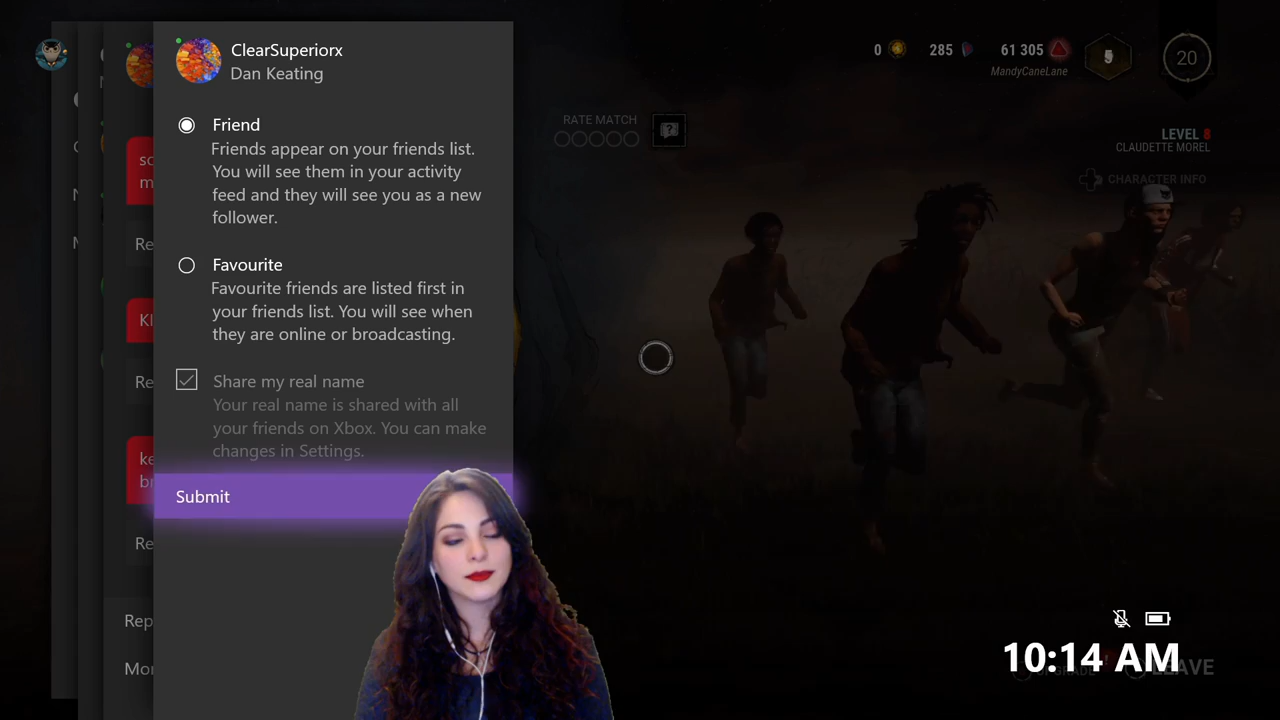 ClearSuperiorx
Dan Keating
Friend
Friends appear on your friends list.
You will see them in your activity
feed and they will see you as a new
follower.
Favourite
Favourite friends are listed first in
your friends list. You will see when
they are online or broadcasting.
Share my real name
Your real name is shared with all
your friends on Xbox. You can make
changes in Settings.
Submit
0
285
61 305
MandyCaneLane
20
RATE MATCH
?
LEVEL 8
CLAUDETTE MOREL
CHARACTER INFO
10:14 AM